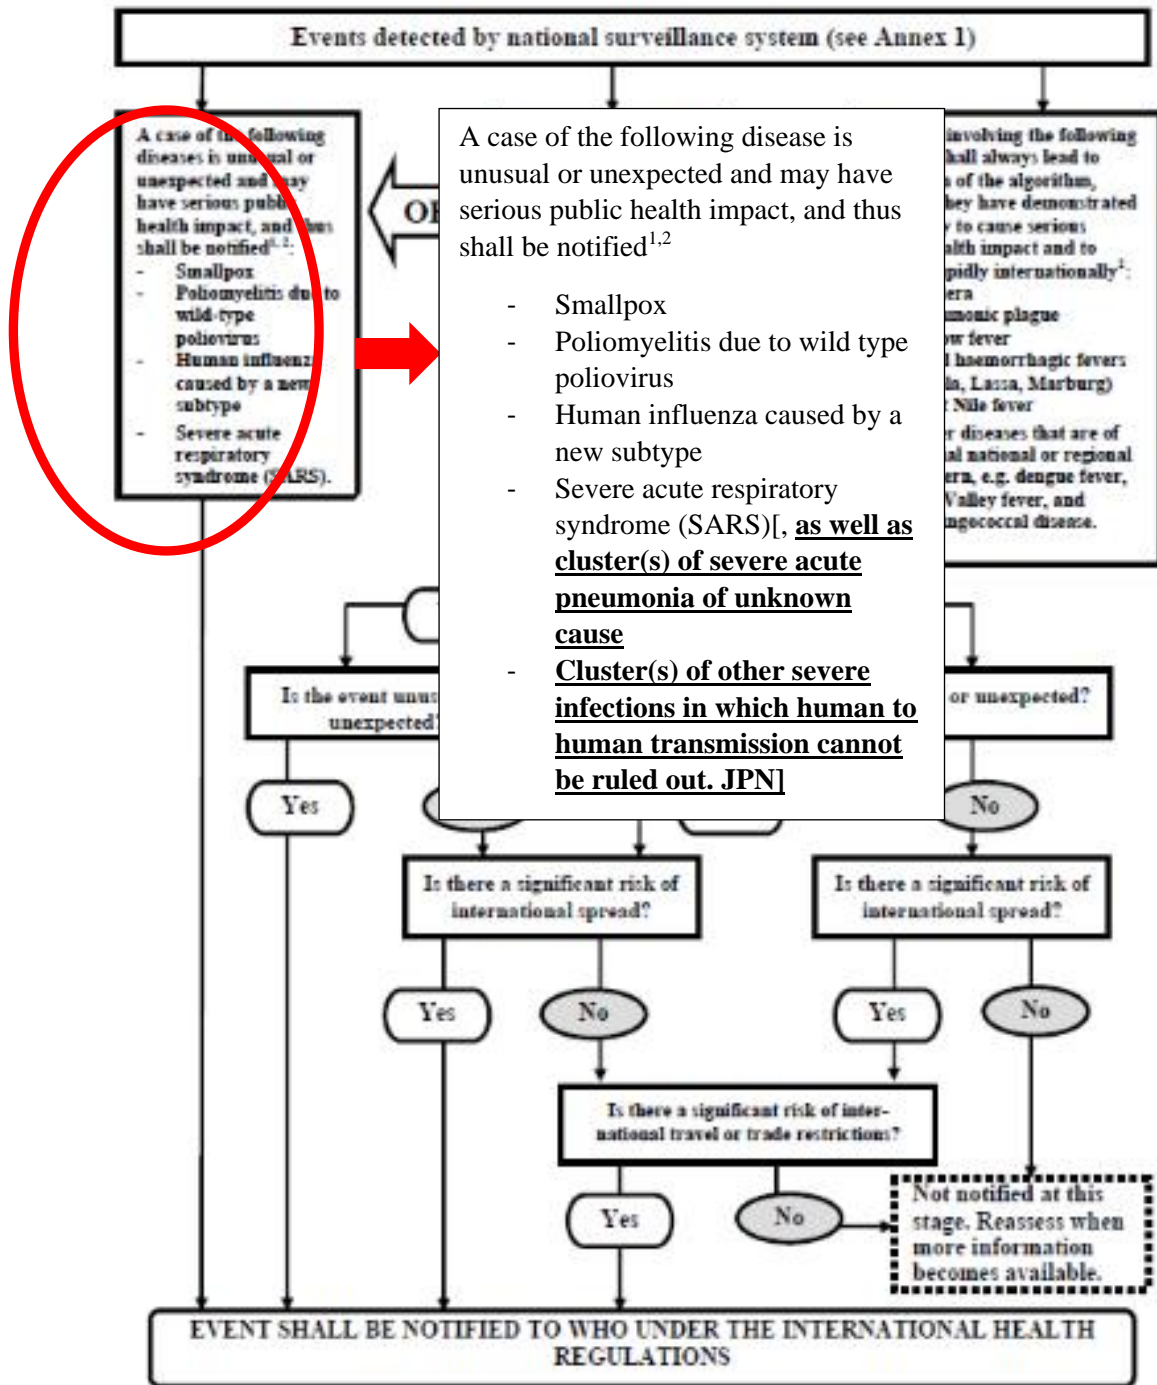 Events detected by national surveillance system (see Annex 1)
A case of the following
diseases is unusual or
unexpected and may
have serious public
health impact, and thus
shall be notified1, 2:
- Smallpox
- Poliomyelitis due to
wild-type
poliovirus
- Human influenza
caused by a new
subtype
- Severe acute
respiratory
syndrome (SARS).
A case of the following disease is
unusual or unexpected and may have
serious public health impact, and thus
shall be notified1,2
- Smallpox
- Poliomyelitis due to wild type
poliovirus
- Human influenza caused by a
new subtype
- Severe acute respiratory
syndrome (SARS)[, as well as
cluster(s) of severe acute
pneumonia of unknown
cause
- Cluster(s) of other severe
infections in which human to
human transmission cannot
be ruled out. JPN]
involving the following
shall always lead to
of the algorithm,
they have demonstrated
to cause serious
impact and to
internationally2:
plague
fever
haemorrhagic fevers
Lassa, Marburg)
Nile fever
diseases that are of
national or regional
e.g. dengue fever,
Valley fever, and
disease.
Is the event
unexpected?
or unexpected?
Yes
No
Is there a significant risk of
international spread?
Is there a significant risk of
international spread?
Yes
No
Yes
No
Is there a significant risk of inter-
national travel or trade restrictions?
Yes
No
Not notified at this
stage. Reassess when
more information
becomes available.
EVENT SHALL BE NOTIFIED TO WHO UNDER THE INTERNATIONAL HEALTH
REGULATIONS